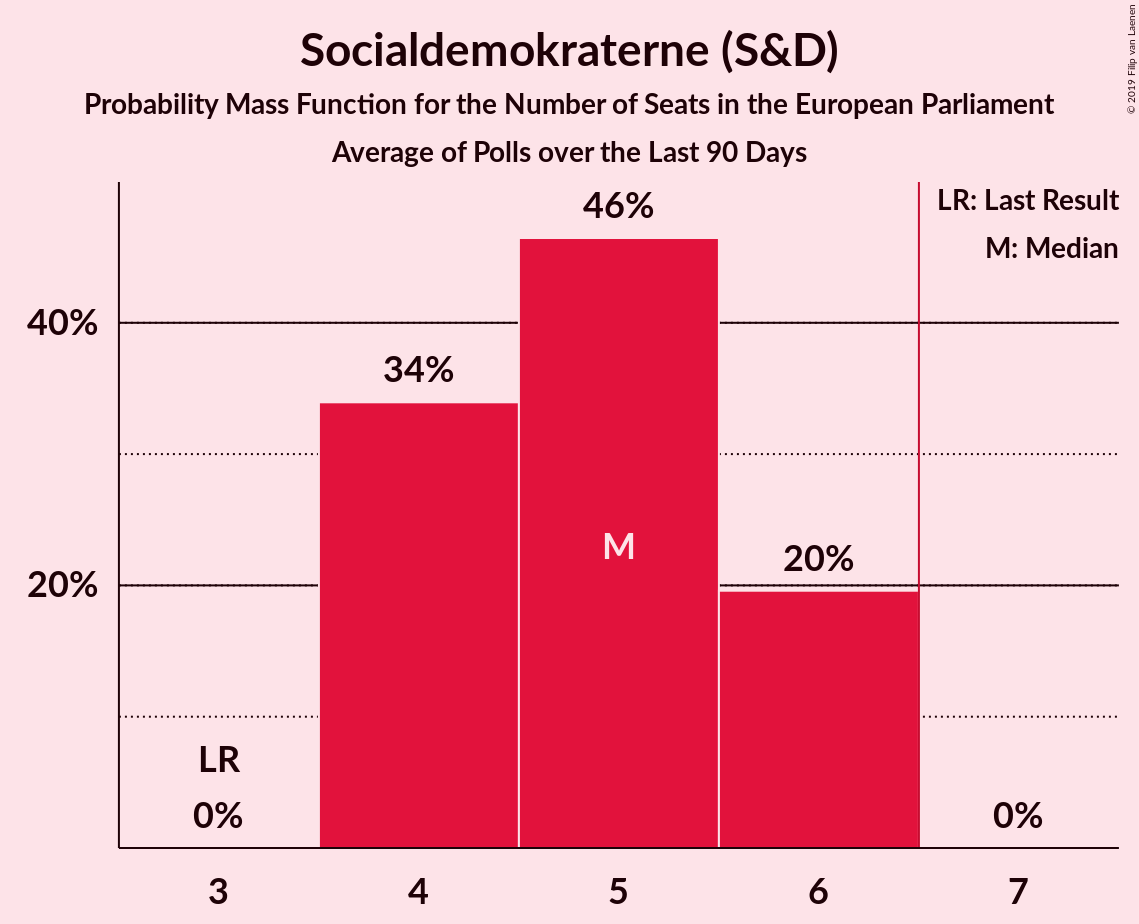 Socialdemokraterne (S&D)
Probability Mass Function for the Number of Seats in the European Parliament
Average of Polls over the Last 90 Days
© 2019 Filip van Laenen
LR: Last Result
M: Median
46%
40%
34%
M
20%
20%
LR
0%
0%
3 4 5 6 7